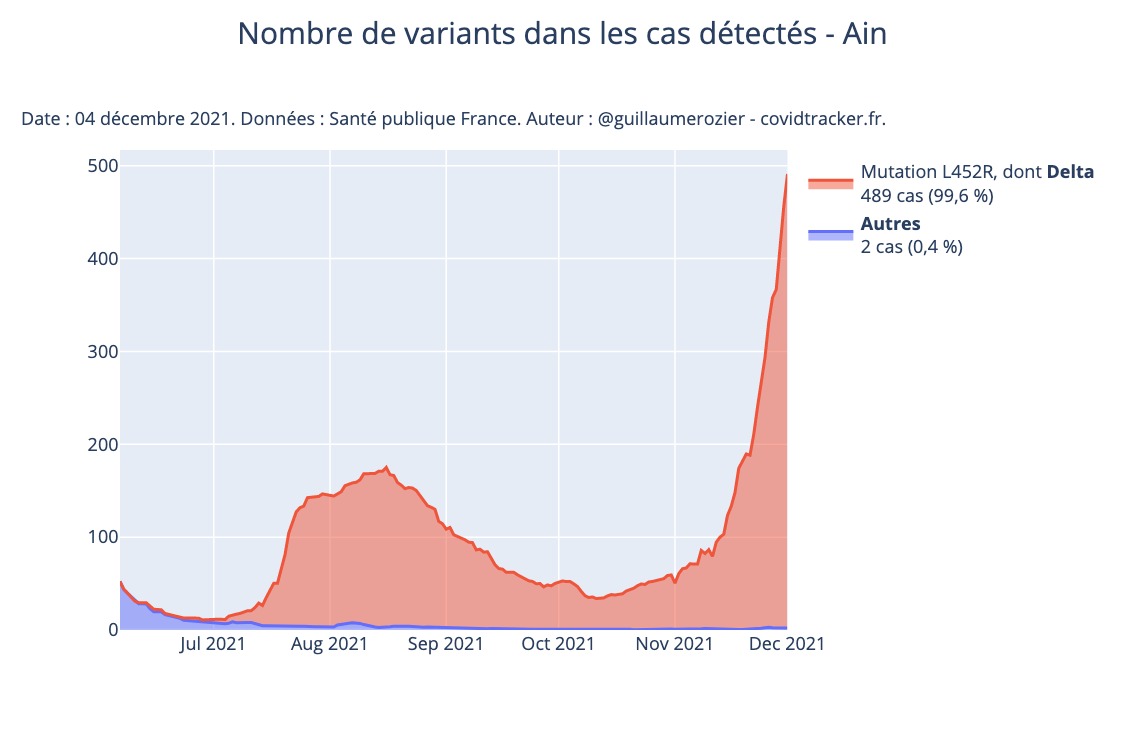 Nombre de variants dans les cas détectés - Ain
Date : 04 décembre 2021. Données : Santé publique France. Auteur : @guillaumerozier - covidtracker.fr.
500
400
300
200
100
0
Jul 2021
Aug 2021
Sep 2021
Oct 2021
Nov 2021
Dec 2021
Mutation L452R, dont Delta
489 cas (99,6 %)
Autres
2 cas (0,4 %)